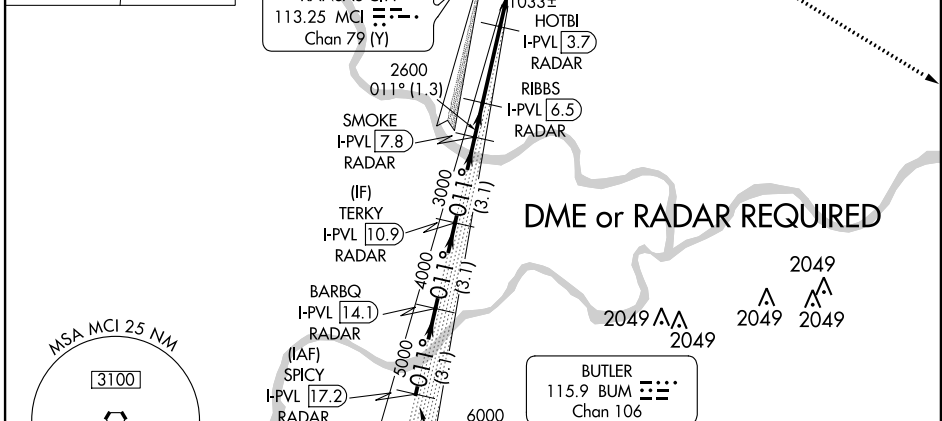 113.25 MCI
Chan 79 (Y)
1033±
HOTBI
I-PVL 3.7
RADAR
2600
011° (1.3)
RIBBS
I-PVL 6.5
RADAR
SMOKE
I-PVL 7.8
RADAR
3000
011°
(3.1)
(IF)
TERKY
I-PVL 10.9
RADAR
DME or RADAR REQUIRED
4000
011°
(3.1)
BARBQ
I-PVL 14.1
RADAR
2049
2049
2049
2049
2049
MSA MCI 25 NM
3100
5000
011°
(3.1)
(IAF)
SPICY
I-PVL 17.2
RADAR
6000
BUTLER
115.9 BUM
Chan 106